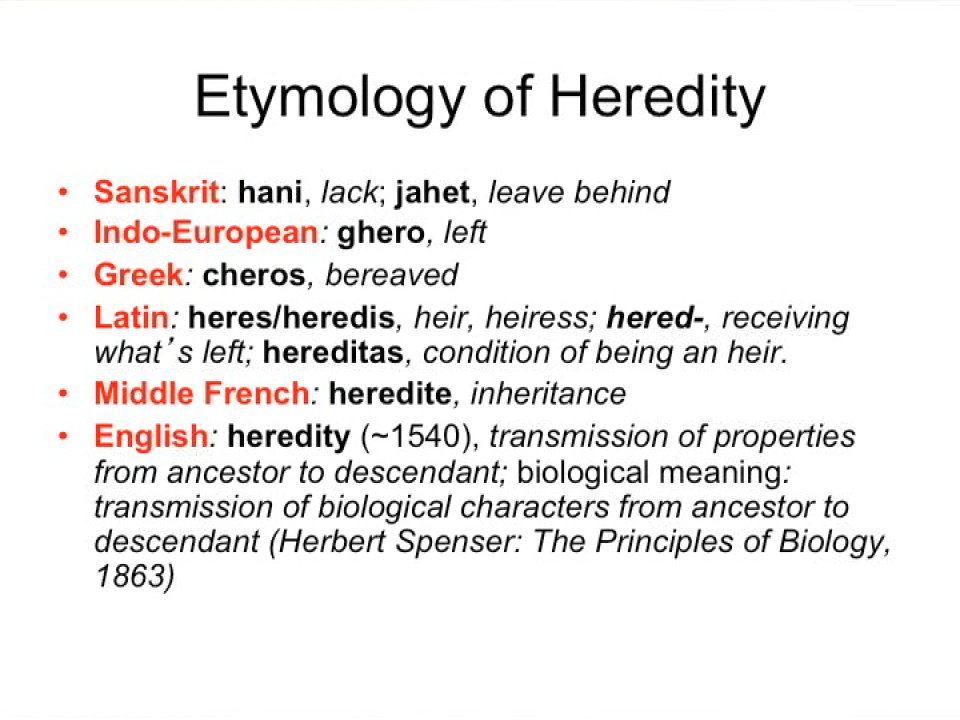 Etymology of Heredity
• Sanskrit: hani, lack; jahet, leave behind
• Indo-European: ghero, left
• Greek: cheros, bereaved
• Latin: heres/heredis, heir, heiress; hered-, receiving
what’s left; hereditas, condition of being an heir.
• Middle French: heredite, inheritance
• English: heredity (~1540), transmission of properties
from ancestor to descendant; biological meaning:
transmission of biological characters from ancestor to
descendant (Herbert Spenser: The Principles of Biology,
1863)